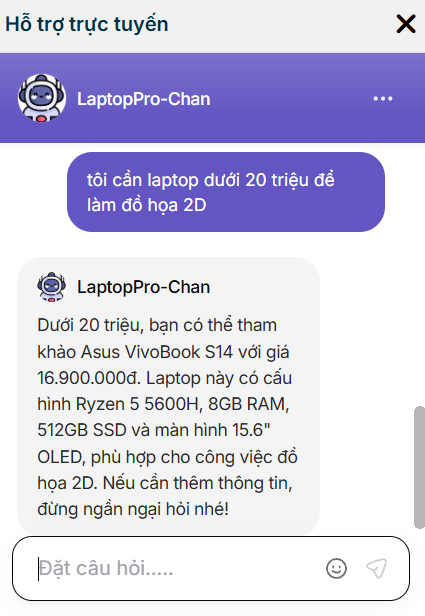 Hỗ trợ trực tuyến
LaptopPro-Chan
tôi cần laptop dưới 20 triệu để
làm đồ họa 2D
LaptopPro-Chan
Dưới 20 triệu, bạn có thể tham
khảo Asus VivoBook S14 với giá
16.900.000đ. Laptop này có cấu
hình Ryzen 5 5600H, 8GB RAM,
512GB SSD và màn hình 15.6"
OLED, phù hợp cho công việc đồ
họa 2D. Nếu cần thêm thông tin,
đừng ngần ngại hỏi nhé!
Đặt câu hỏi.....